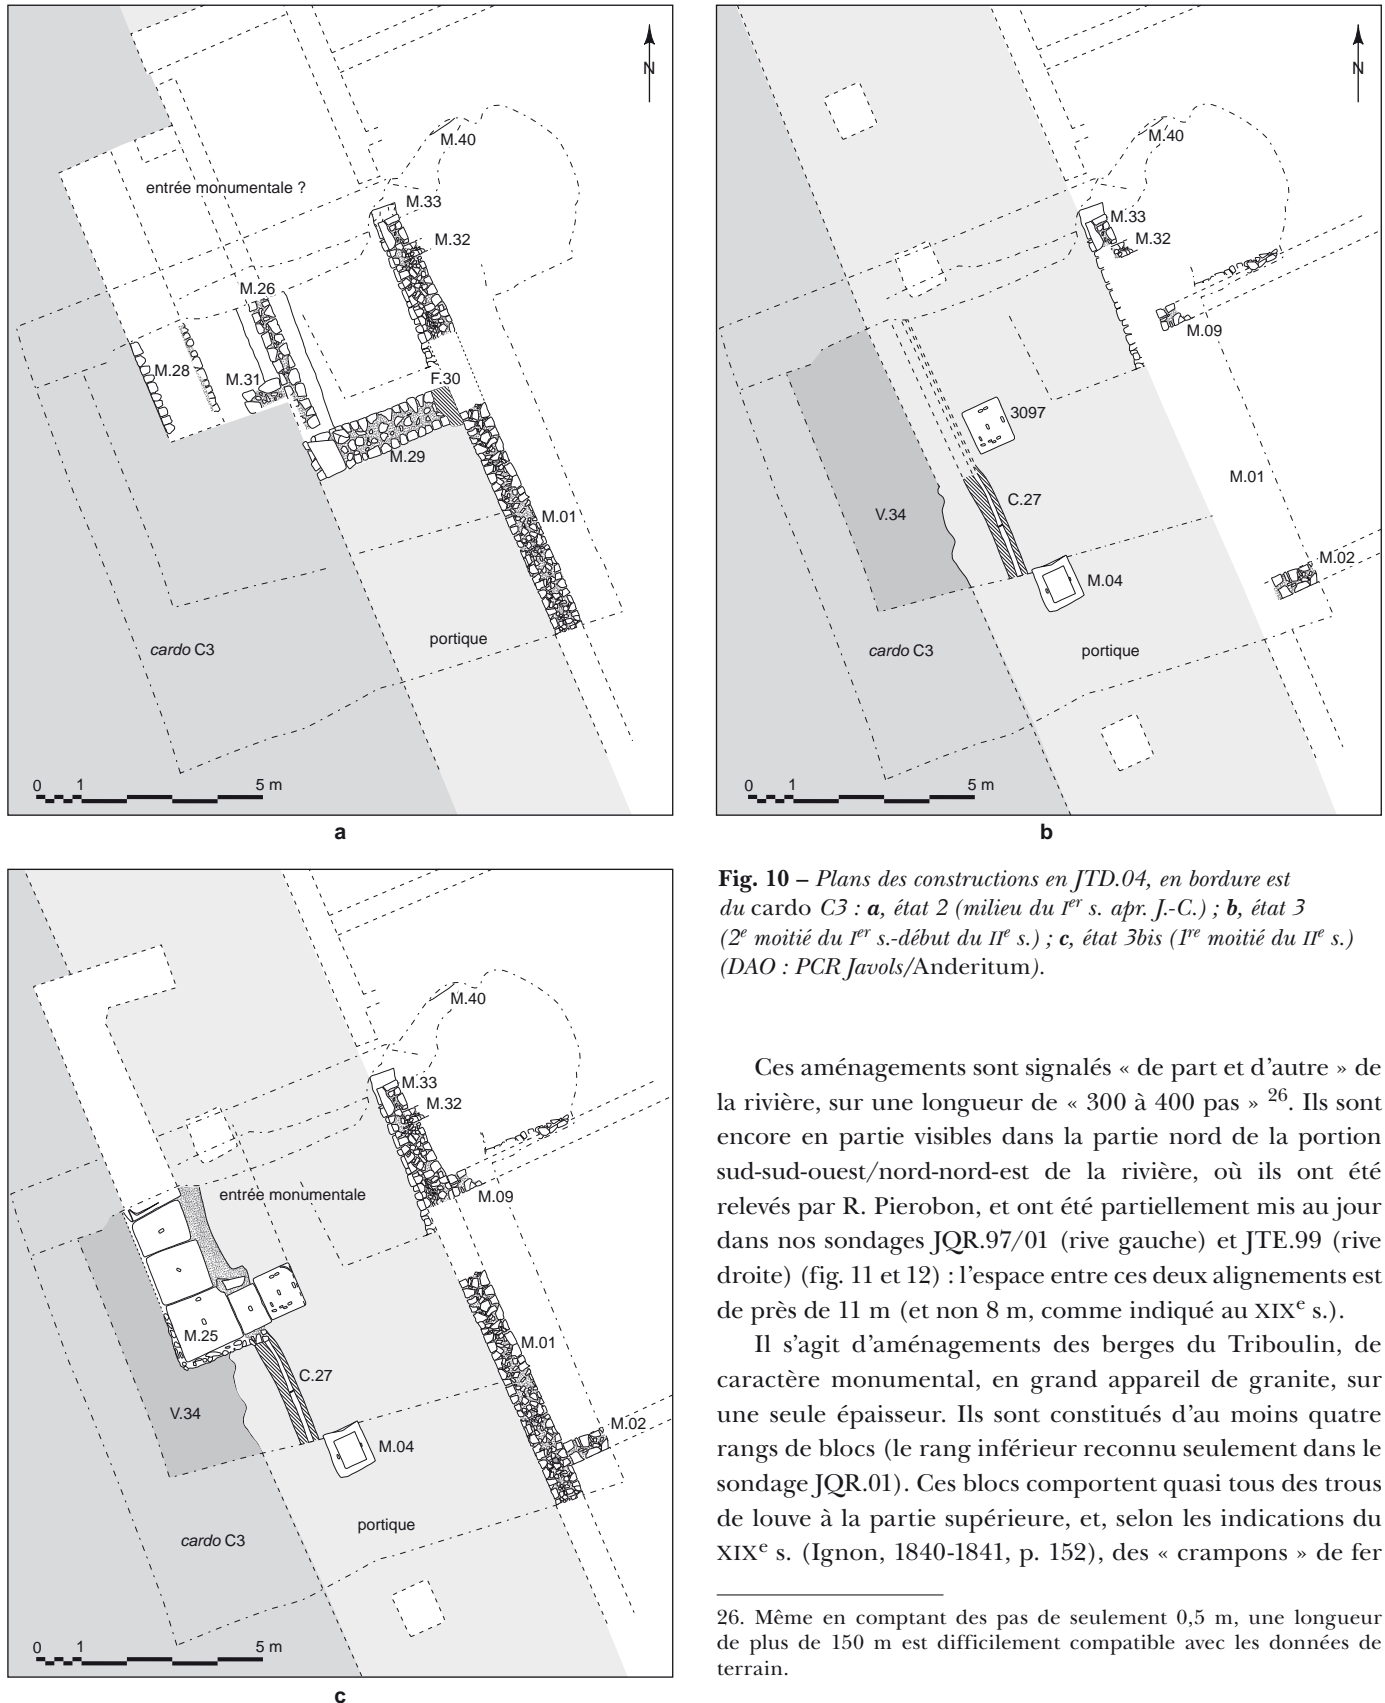 N
M.40
entrée monumentale ?
M.33
M.32
M.26
M.28
M.31
F.30
M.29
M.01
portique
cardo C3
0 1 5 m
a
N
M.40
M.33
M.32
M.09
3097
M.01
C.27
V.34
M.02
M.04
cardo C3
portique
0 1 5 m
b
M.40
M.33
M.32
entrée monumentale
M.09
M.25
M.01
C.27
V.34
M.02
M.04
portique
cardo C3
0 1 5 m
c
Fig. 10 – Plans des constructions en JTD.04, en bordure est
du cardo C3 : a, état 2 (milieu du Ier s. apr. J.-C.) ; b, état 3
(2e moitié du Ier s.-début du IIe s.) ; c, état 3bis (1re moitié du IIe s.)
(DAO : PCR Javols/Anderitum).
Ces aménagements sont signalés « de part et d'autre » de
la rivière, sur une longueur de « 300 à 400 pas » 26. Ils sont
encore en partie visibles dans la partie nord de la portion
sud-sud-ouest/nord-nord-est de la rivière, où ils ont été
relevés par R. Pierobon, et ont été partiellement mis au jour
dans nos sondages JQR.97/01 (rive gauche) et JTE.99 (rive
droite) (fig. 11 et 12) : l'espace entre ces deux alignements est
de près de 11 m (et non 8 m, comme indiqué au XIXe s.).
Il s'agit d'aménagements des berges du Triboulin, de
caractère monumental, en grand appareil de granite, sur
une seule épaisseur. Ils sont constitués d'au moins quatre
rangs de blocs (le rang inférieur reconnu seulement dans le
sondage JQR.01). Ces blocs comportent quasi tous des trous
de louve à la partie supérieure, et, selon les indications du
XIXe s. (Ignon, 1840-1841, p. 152), des « crampons » de fer
26. Même en comptant des pas de seulement 0,5 m, une longueur
de plus de 150 m est difficilement compatible avec les données de
terrain.